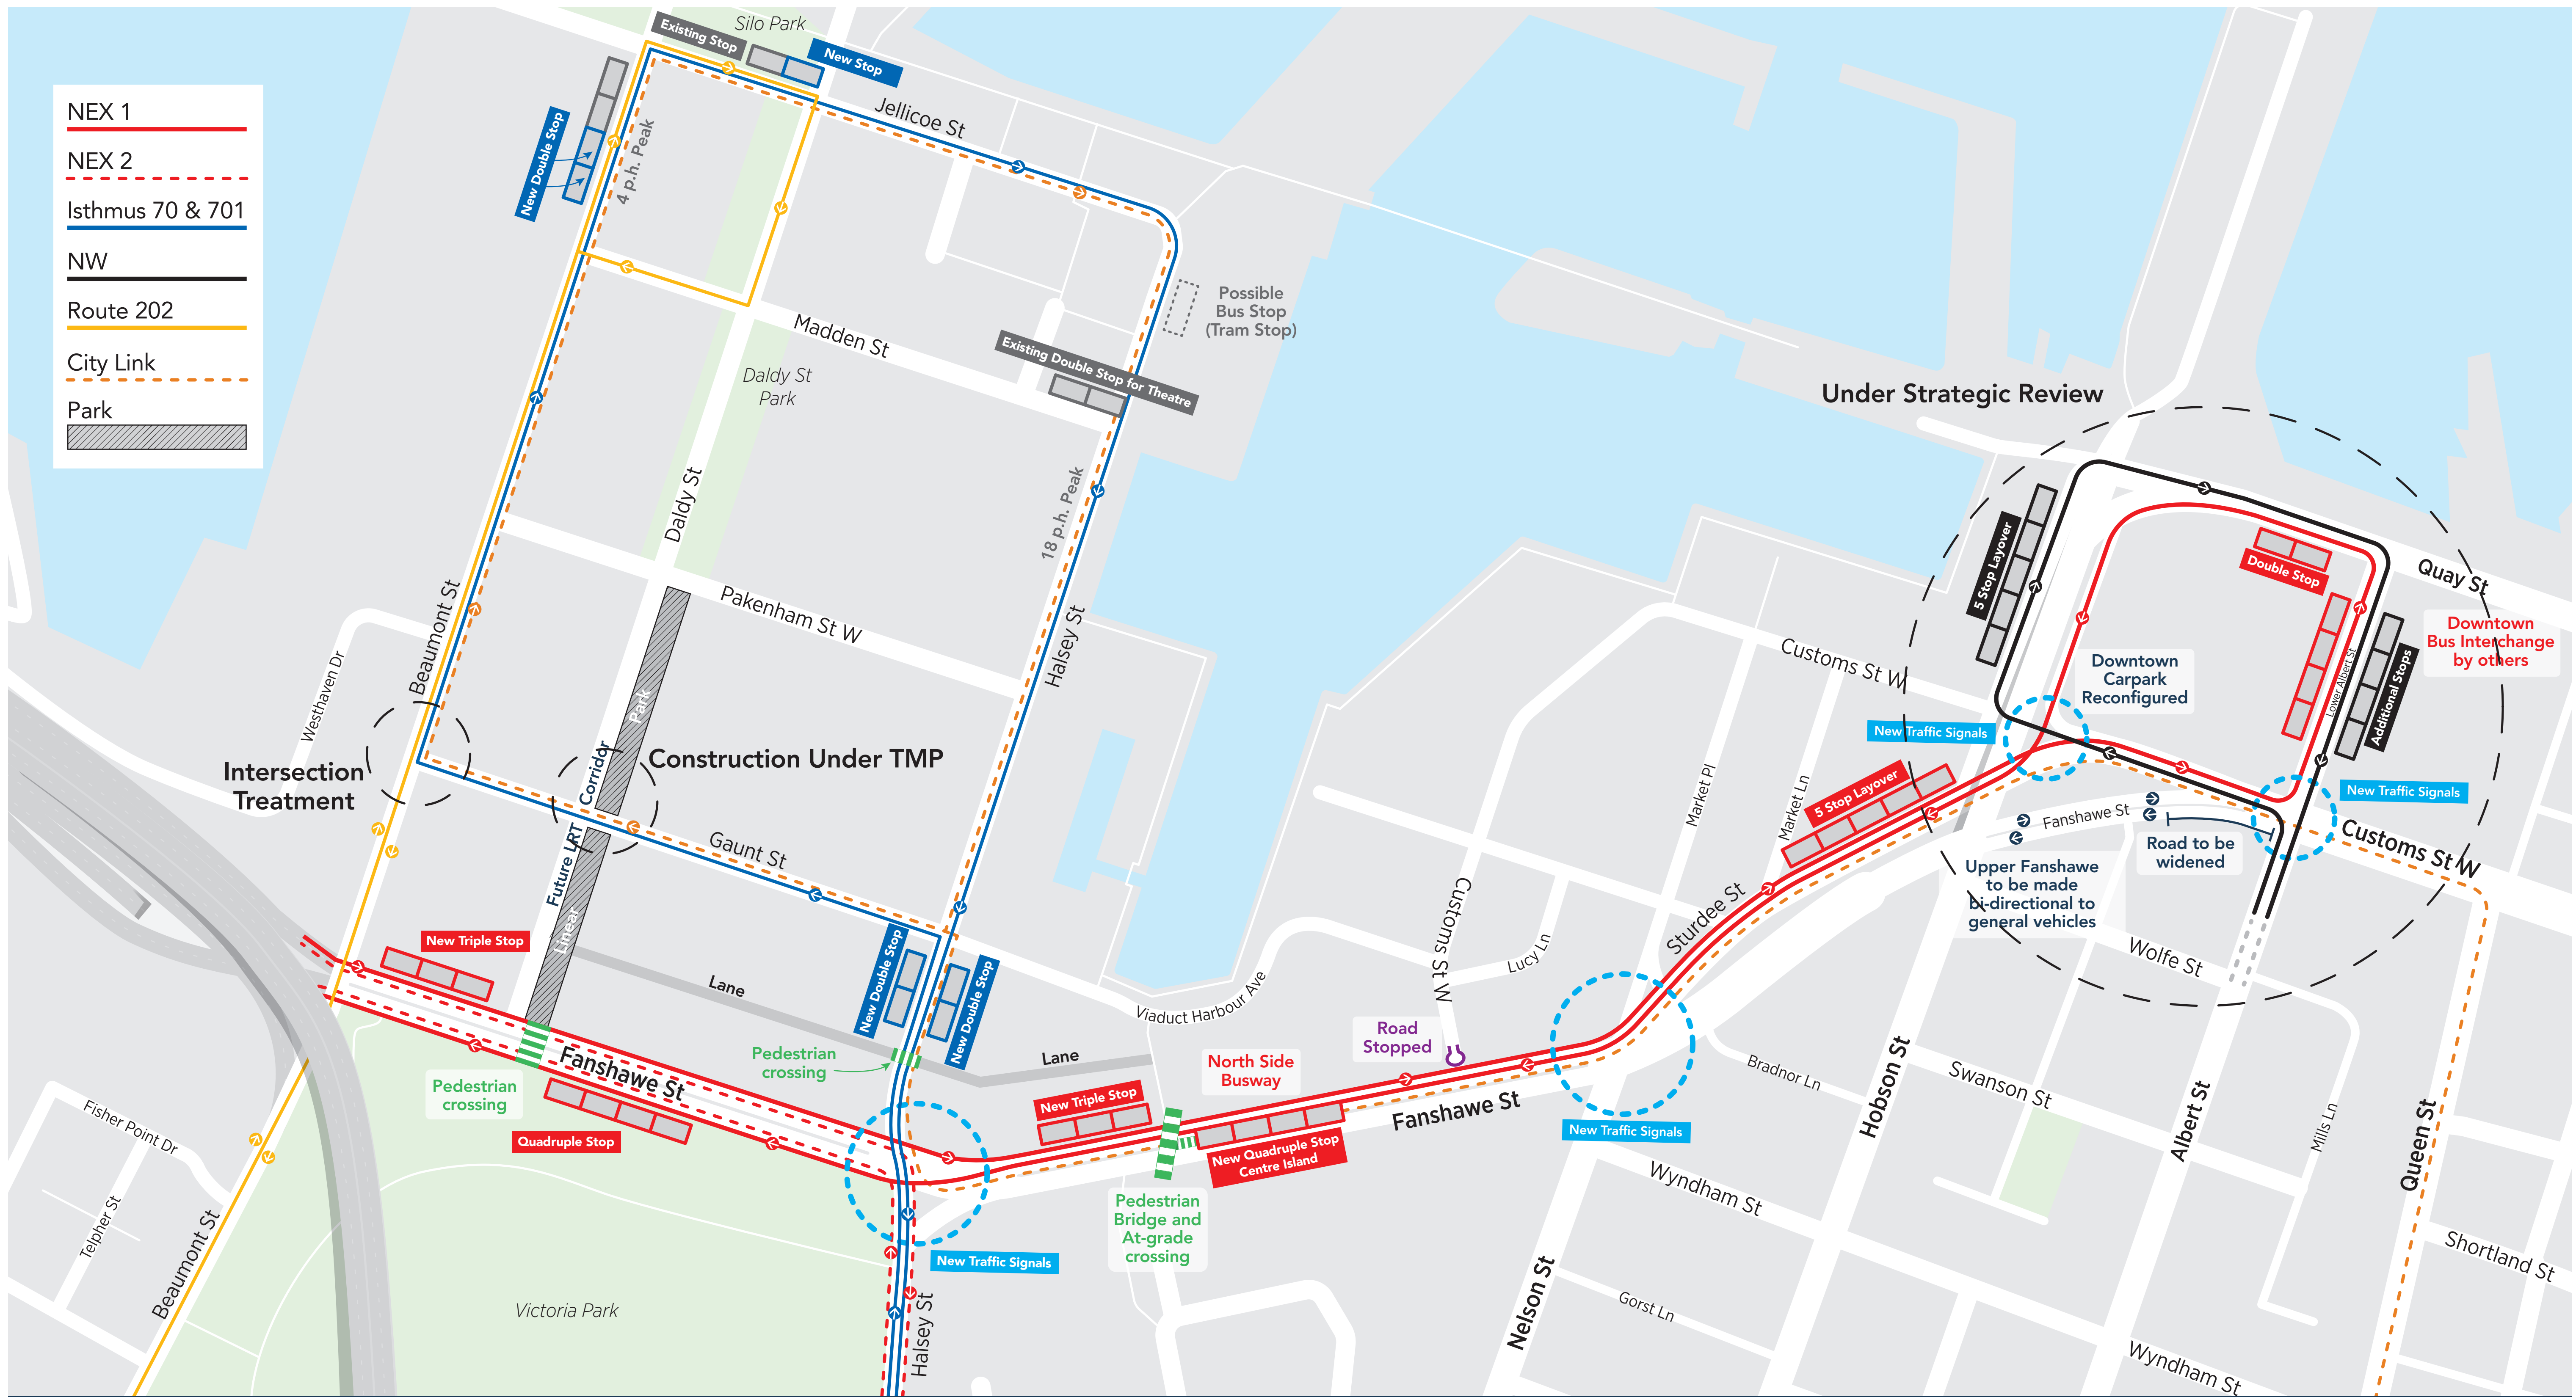 NEX 1
NEX 2
Isthmus 70 & 701
NW
Route 202
City Link
Park
Silo Park
Existing Stop
New Stop
New Double Stop
4 p.h. Peak
Jellicoe St
Possible
Bus Stop
(Tram Stop)
Madden St
Existing Double Stop for Theatre
Daldy St
Park
Daldy St
18 p.h. Peak
Beaumont St
Pakenham St W
Halsey St
Westhaven Dr
Park
Intersection
Treatment
Construction Under TMP
Future LRT Corridor
Linear
Gaunt St
New Triple Stop
Lane
New Double Stop
New Double Stop
Lane
Viaduct Harbour Ave
Pedestrian
crossing
Pedestrian
crossing
Fanshawe St
Quadruple Stop
New Triple Stop
North Side
Busway
New Quadruple Stop
Centre Island
Pedestrian
Bridge and
At-grade
crossing
New Traffic Signals
Fisher Point Dr
Telpher St
Beaumont St
Victoria Park
Halsey St
Road
Stopped
Fanshawe St
Customs St W
Lucy Ln
Market Pl
Market Ln
Sturdee St
5 Stop Layover
New Traffic Signals
Customs St W
New Traffic Signals
Under Strategic Review
5 Stop Layover
Double Stop
Quay St
Downtown
Bus Interchange
by others
Lower Albert St
Additional Stops
Downtown
Carpark
Reconfigured
New Traffic Signals
Fanshawe St
Road to be
widened
Customs St W
Upper Fanshawe
to be made
bi-directional to
general vehicles
Wolfe St
Bradnor Ln
Hobson St
Swanson St
Albert St
Mills Ln
Queen St
Wyndham St
Nelson St
Gorst Ln
Shortland St
Wyndham St